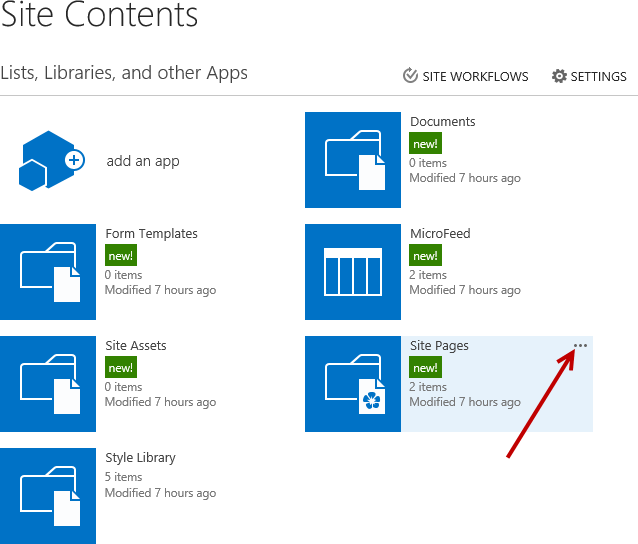 Site Contents
Lists, Libraries, and other Apps
SITE WORKFLOWS
SETTINGS
add an app
Documents
new!
0 items
Modified 7 hours ago
Form Templates
new!
0 items
Modified 7 hours ago
MicroFeed
new!
2 items
Modified 7 hours ago
Site Assets
new!
0 items
Modified 7 hours ago
Site Pages
new!
2 items
Modified 7 hours ago
Style Library
5 items
Modified 7 hours ago